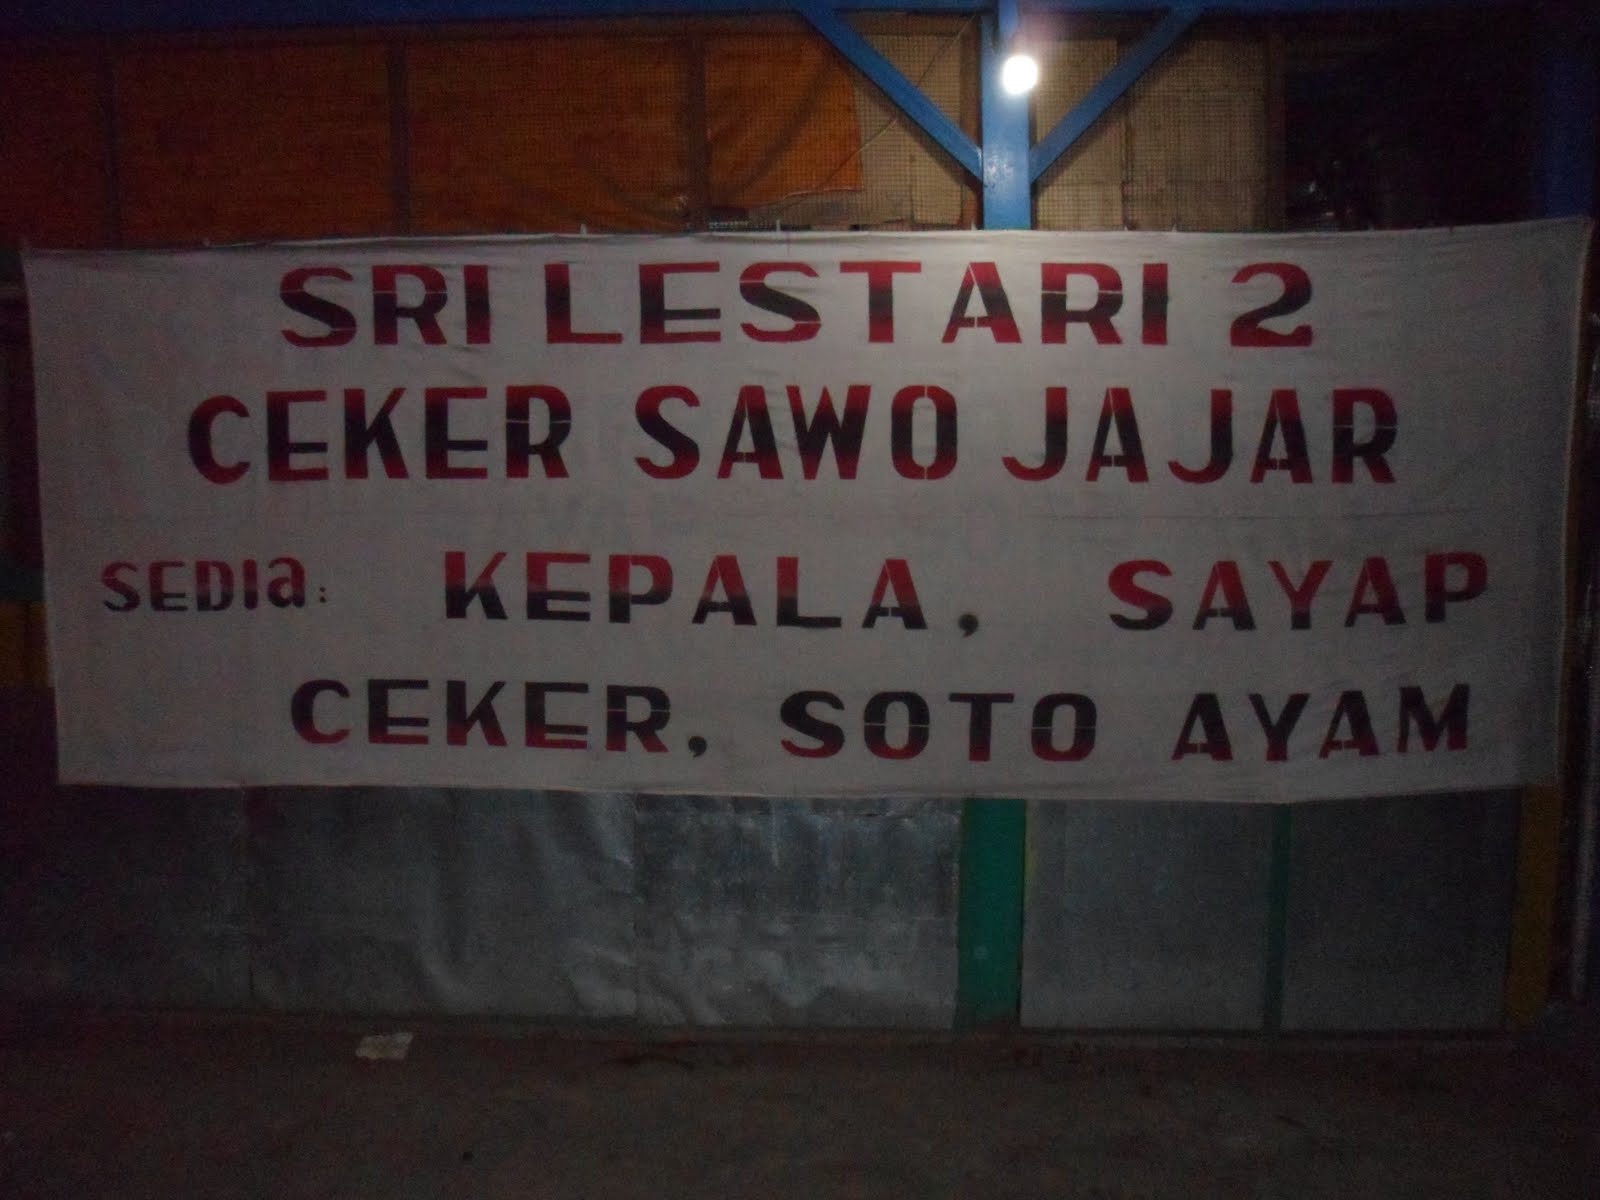 SRI LESTARI 2
CEKER SAWO JAJAR
SEDIa: KEPALA, SAYAP
CEKER, SOTO AYAM